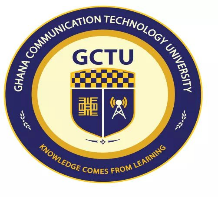 GHANA COMMUNICATION TECHNOLOGY UNIVERSITY
GCTU
KNOWLEDGE COMES FROM LEARNING